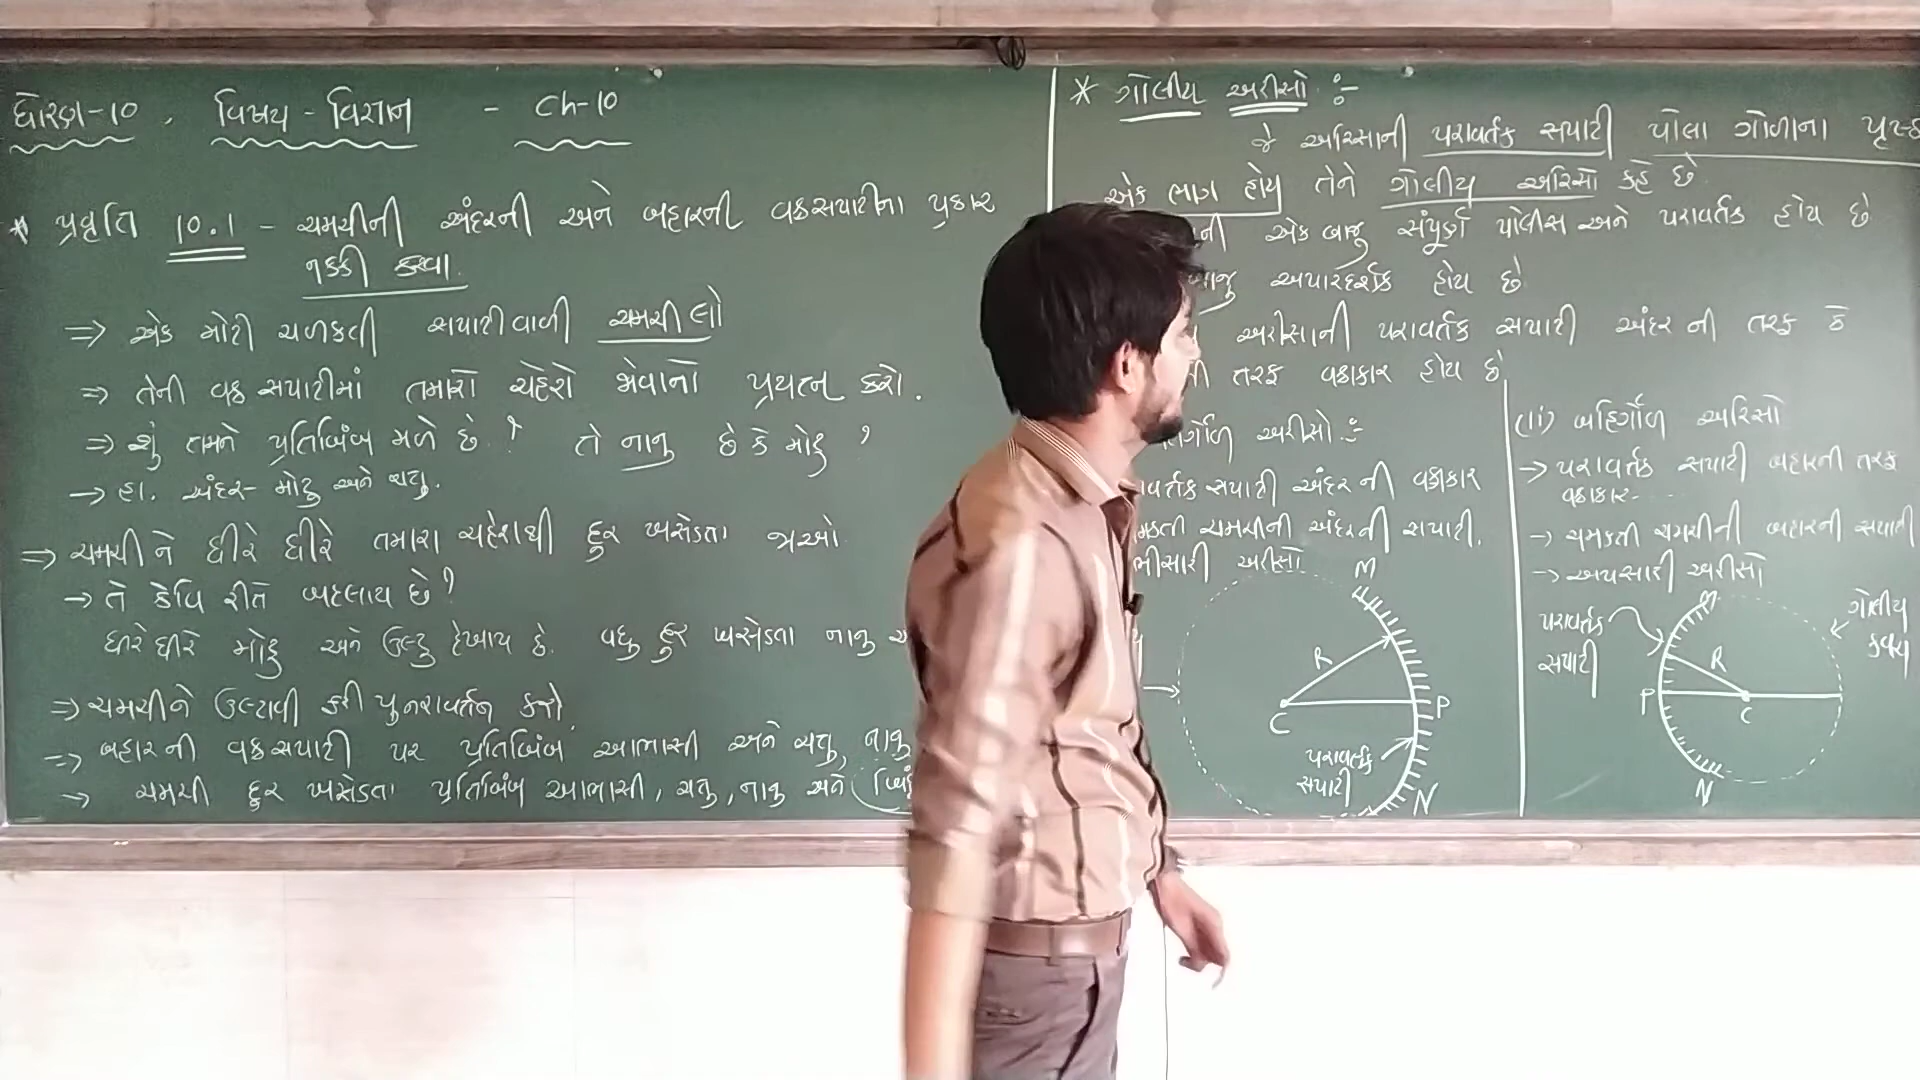 ધોરણ-10, વિષય - વિજ્ઞાન - Ch-10
* પ્રવૃતિ 10.1 - ચમચીની અંદરની અને બહારની વક્રસપાટીના પ્રકાર
નક્કી કરવા.
⇒ એક મોટી ચળકતી સપાટીવાળી ચમચી લો
⇒ તેની વક્ર સપાટીમાં તમારો ચહેરો જોવાનો પ્રયત્ન કરો.
⇒ શું તમને પ્રતિબિંબ મળે છે? તે નાનુ છે કે મોટુ ?
→ હા. અંદર- મોટુ અને ચતુ.
⇒ ચમચી ને ધીરે ધીરે તમારા ચહેરાથી દુર ખસેડતા જાઓ
→ તે કેવિ રીતે બદલાય છે?
ધીરે ધીરે મોટુ અને ઉલ્ટુ દેખાય છે. વધુ દુર ખસેડતા નાનુ
⇒ ચમચીને ઉલ્ટાવી ફરી પુનરાવર્તન કરો.
⇒ બહારની વક્રસપાટી પર પ્રતિબિંબ આભાસી અને ચતુ, નાનુ
→ ચમચી દુર ખસેડતા પ્રતિબિંબ આભાસી, ચતુ, નાનુ અને
* ગોલીય અરીસો :-
જે અરિસાની પરાવર્તક સપાટી પોલા ગોળાના પૃષ્ઠ
એક ભાગ હોય તેને ગોલીય અરિસો કહે છે.
ની એક બાજુ સંપૂર્ણ પોલીસ અને પરાવર્તક હોય છે
બાજુ અપારદર્શક હોય છે
અરીસાની પરાવર્તક સપાટી અંદર ની તરફ કે
ની તરફ વક્રાકાર હોય છે
ર્ગોળ અરીસો :-
વર્તક સપાટી અંદર ની વક્રાકાર
મકતી ચમચીની અંદરની સપાટી.
ભીસારી અરીસો
M
R
C
P
પરાવર્તક
સપાટી
N
(ii) બહિર્ગોળ અરિસો
→ પરાવર્તક સપાટી બહારની તરફ
વક્રાકાર.
→ ચમકતી ચમચીની બહારની સપાટી
→ અપસારી અરીસો
પરાવર્તક
સપાટી
M
ગોલીય
R
P
C
N